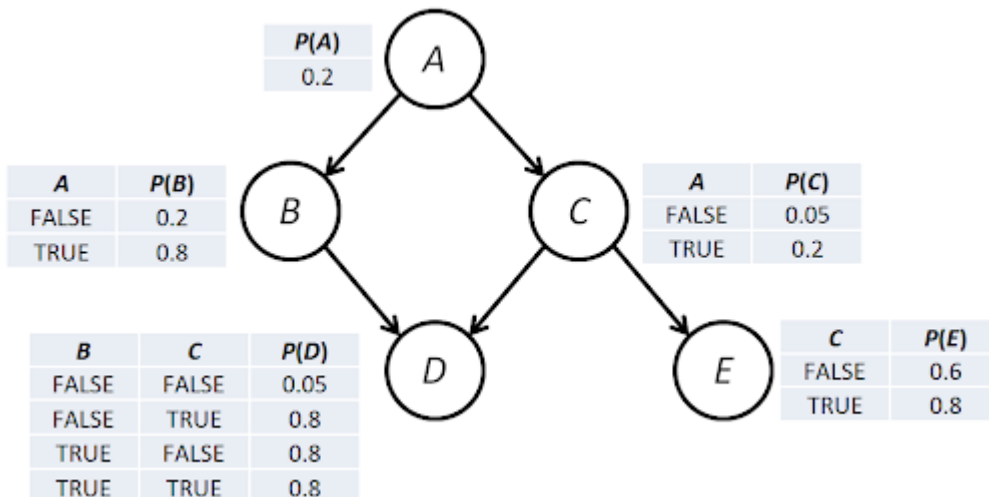 P(A)
0.2
A
A P(B)
FALSE 0.2
TRUE 0.8
B
C
A P(C)
FALSE 0.05
TRUE 0.2
B C P(D)
FALSE FALSE 0.05
FALSE TRUE 0.8
TRUE FALSE 0.8
TRUE TRUE 0.8
D
E
C P(E)
FALSE 0.6
TRUE 0.8